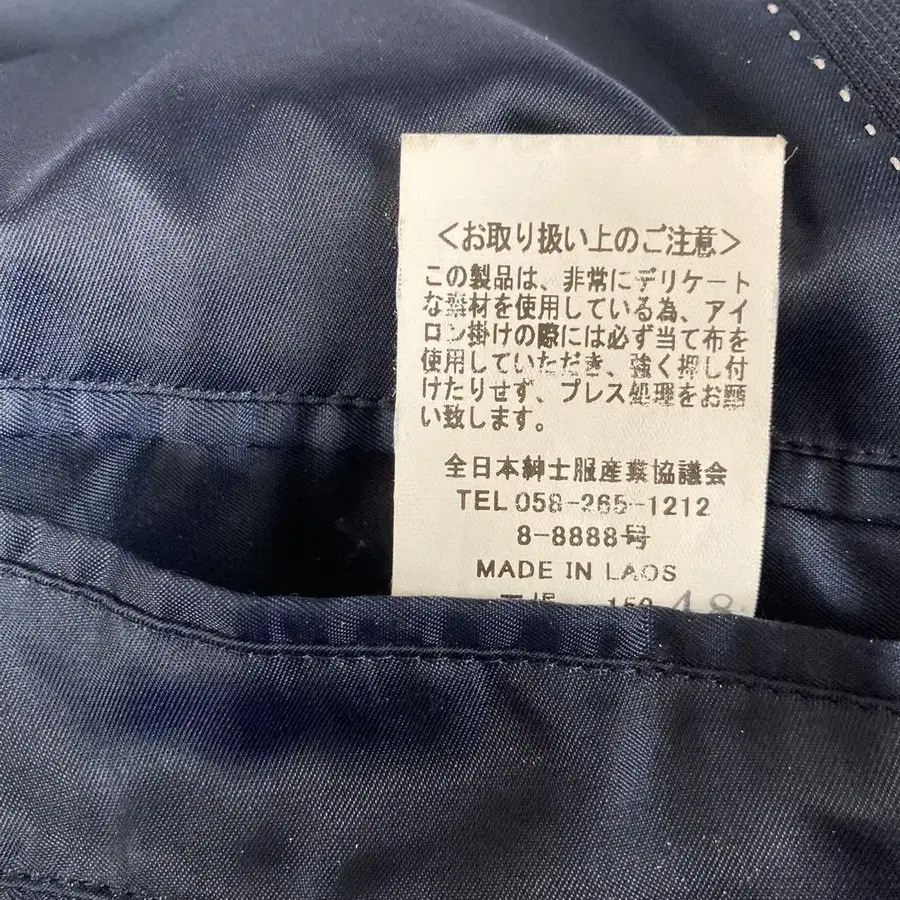 <お取り扱い上のご注意>
この製品は、非常にデリケート
な素材を使用している為、アイ
ロン掛けの際には必ず当て布を
使用していただき、強く押し付
けたりせず、プレス処理をお願
い致します。
全日本紳士服産業協議会
TEL 058-265-1212
8-8888号
MADE IN LAOS